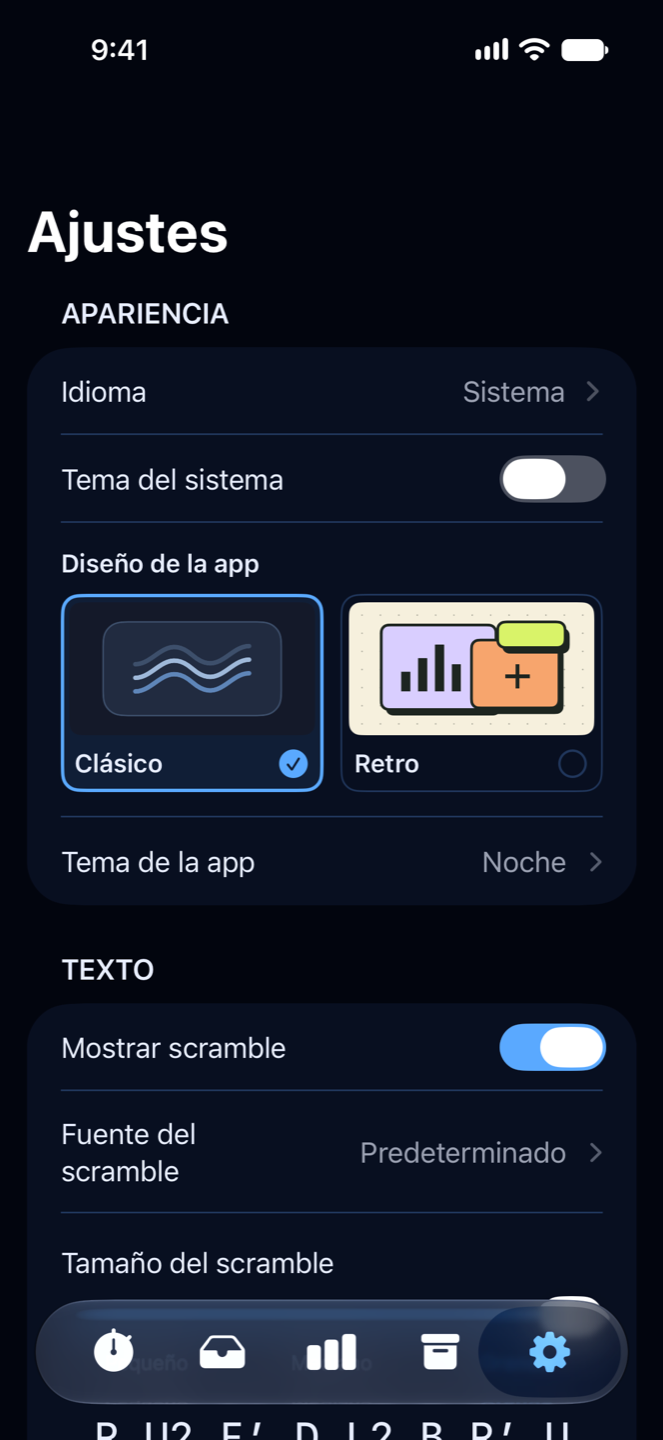 9:41
Ajustes
APARIENCIA
Idioma
Sistema
Tema del sistema
Diseño de la app
Clásico
Retro
Tema de la app
Noche
TEXTO
Mostrar scramble
Fuente del
scramble
Predeterminado
Tamaño del scramble